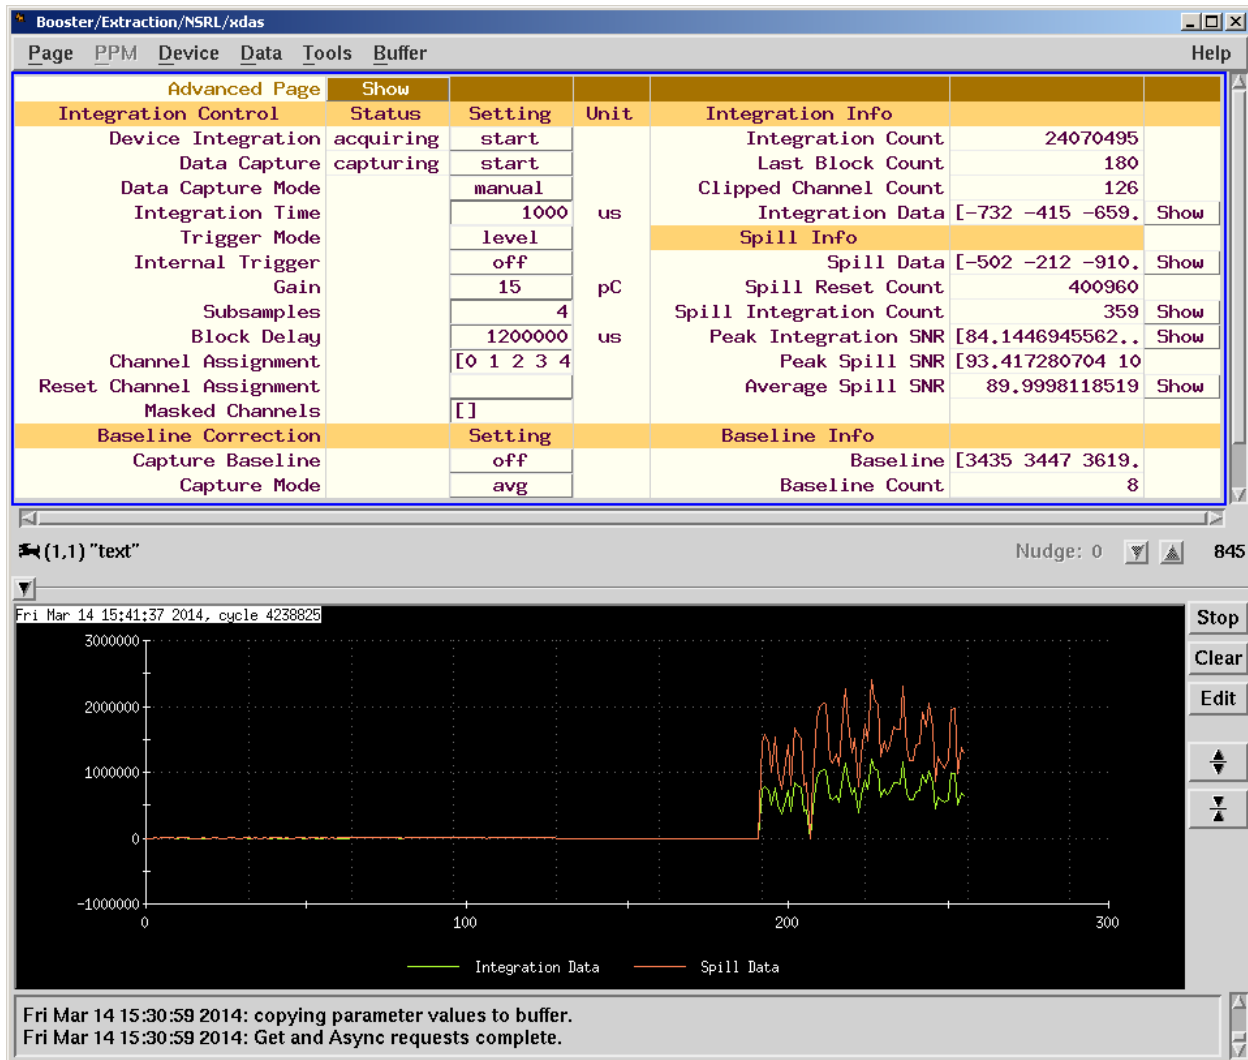 Booster/Extraction/NSRL/xdas
Page PPM Device Data Tools Buffer Help
Advanced Page Show
Integration Control Status Setting Unit Integration Info
Device Integration acquiring start Integration Count 24070495
Data Capture capturing start Last Block Count 180
Data Capture Mode manual Clipped Channel Count 126
Integration Time 1000 us Integration Data [-732 -415 -659. Show
Trigger Mode level Spill Info
Internal Trigger off Spill Data [-502 -212 -910. Show
Gain 15 pC Spill Reset Count 400960
Subsamples 4 Spill Integration Count 359 Show
Block Delay 1200000 us Peak Integration SNR [84.1446945562.. Show
Channel Assignment [0 1 2 3 4 Peak Spill SNR [93.417280704 10
Reset Channel Assignment Average Spill SNR 89.9998118519 Show
Masked Channels []
Baseline Correction Setting Baseline Info
Capture Baseline off Baseline [3435 3447 3619.
Capture Mode avg Baseline Count 8
(1,1) "text" Nudge: 0 845
Fri Mar 14 15:41:37 2014, cycle 4238825
Stop
Clear
Edit
3000000
2000000
1000000
0
-1000000
0 100 200 300
Integration Data Spill Data
Fri Mar 14 15:30:59 2014: copying parameter values to buffer.
Fri Mar 14 15:30:59 2014: Get and Async requests complete.